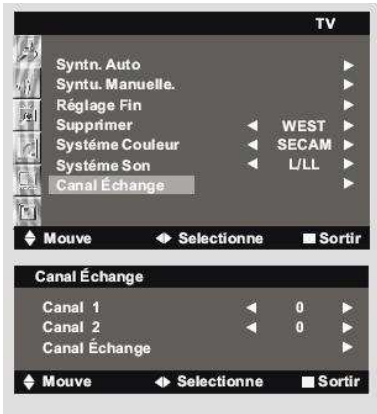 TV
Syntn. Auto
Syntu. Manuelle.
Réglage Fin
Supprimer WEST
Systéme Couleur SECAM
Systéme Son L/LL
Canal Échange
Mouve Selectionne Sortir
Canal Échange
Canal 1 0
Canal 2 0
Canal Échange
Mouve Selectionne Sortir